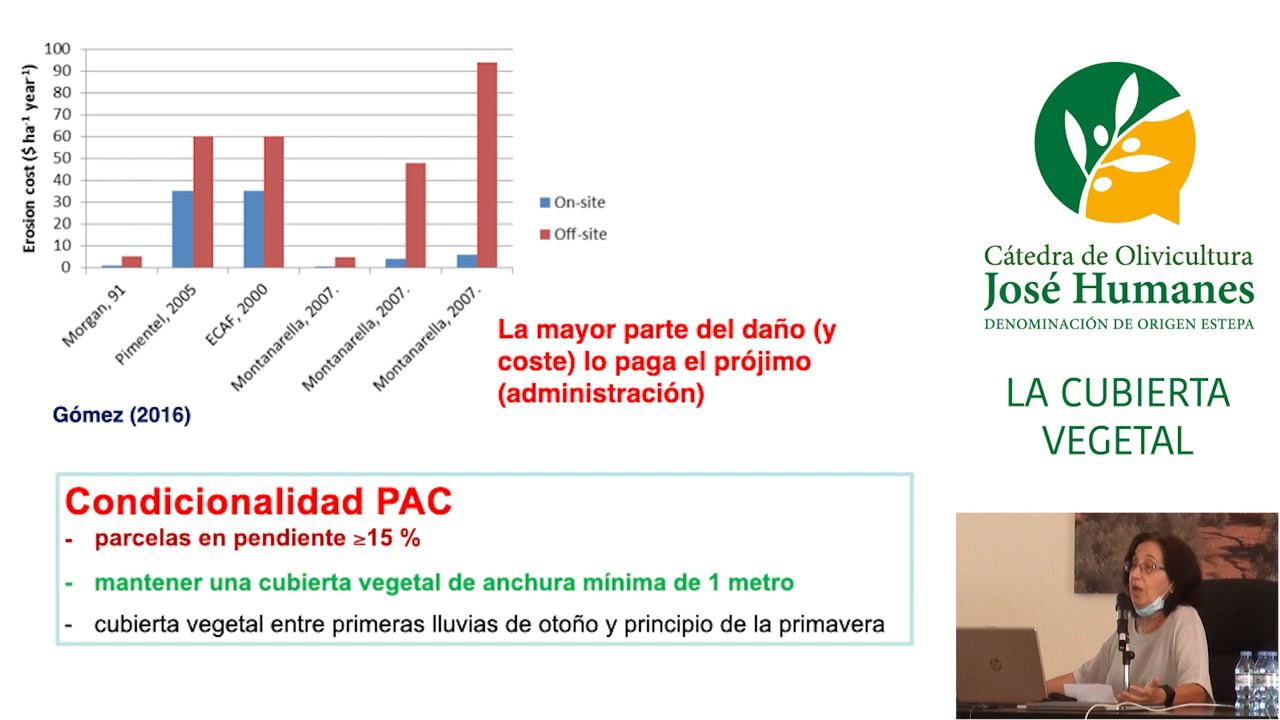 100
90
80
70
60
50
40
30
20
10
0
Erosion cost ($ ha-1 year-1)
Morgan, 91
Pimentel, 2005
ECAF, 2000
Montanarella, 2007.
Montanarella, 2007.
Montanarella, 2007.
On-site
Off-site
Gómez (2016)
La mayor parte del daño (y
coste) lo paga el prójimo
(administración)
Condicionalidad PAC
- parcelas en pendiente ≥15 %
- mantener una cubierta vegetal de anchura mínima de 1 metro
- cubierta vegetal entre primeras lluvias de otoño y principio de la primavera
Cátedra de Olivicultura
José Humanes
DENOMINACIÓN DE ORIGEN ESTEPA
LA CUBIERTA
VEGETAL
hp